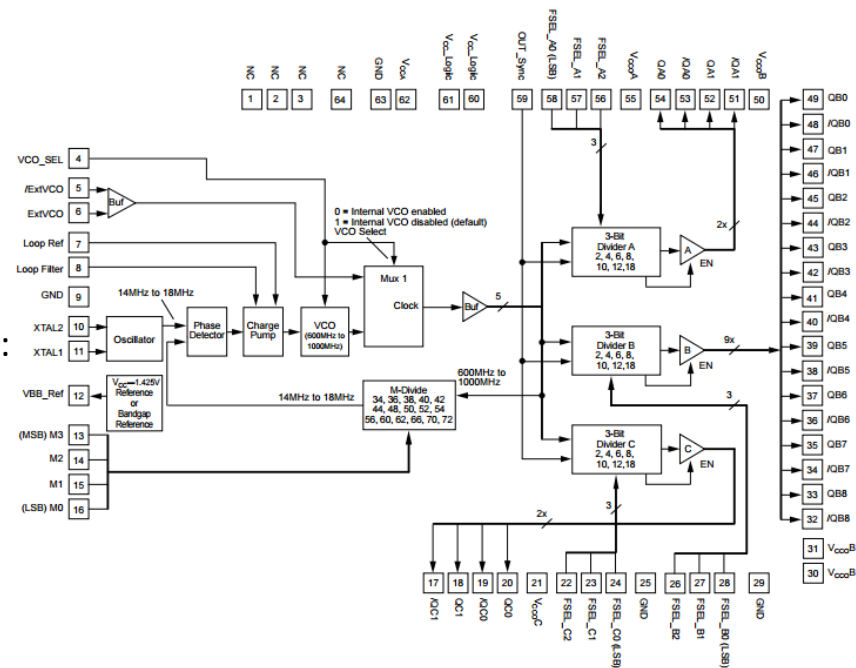 NC
NC
NC
NC
GND
VCCA
VCC_Logic
VCC_Logic
OUT_Sync
FSEL_A0 (LSB)
FSEL_A1
FSEL_A2
VCCOA
QA0
/QA0
QA1
/QA1
VCCOB
1
2
3
64
63
62
61
60
59
58
57
56
55
54
53
52
51
50
49 QB0
48 /QB0
47 QB1
46 /QB1
45 QB2
44 /QB2
43 QB3
42 /QB3
41 QB4
40 /QB4
39 QB5
38 /QB5
37 QB6
36 /QB6
35 QB7
34 /QB7
33 QB8
32 /QB8
31 VCCOB
30 VCCOB
VCO_SEL 4
/ExtVCO 5
ExtVCO 6
Buf
Loop Ref 7
Loop Filter 8
GND 9
XTAL2 10
:
XTAL1 11
VBB_Ref 12
(MSB) M3 13
M2 14
M1 15
(LSB) M0 16
0 = Internal VCO enabled
1 = Internal VCO disabled (default)
VCO Select
Mux 1
Clock
Buf
5
14MHz to 18MHz
Oscillator
Phase
Detector
Charge
Pump
VCO
(600MHz to
1000MHz)
VCC—1.425V
Reference
or
Bandgap
Reference
14MHz to 18MHz
M-Divide
34, 36, 38, 40, 42
44, 48, 50, 52, 54
56, 60, 62, 66, 70, 72
600MHz to
1000MHz
3
3-Bit
Divider A
2, 4, 6, 8,
10, 12,18
A
EN
2x
3-Bit
Divider B
2, 4, 6, 8,
10, 12,18
B
EN
9x
3
3-Bit
Divider C
2, 4, 6, 8,
10, 12,18
C
EN
3
2x
17
18
19
20
21
22
23
24
25
26
27
28
29
/QC1
QC1
/QC0
QC0
VCCOC
FSEL_C2
FSEL_C1
FSEL_C0 (LSB)
GND
FSEL_B2
FSEL_B1
FSEL_B0 (LSB)
GND